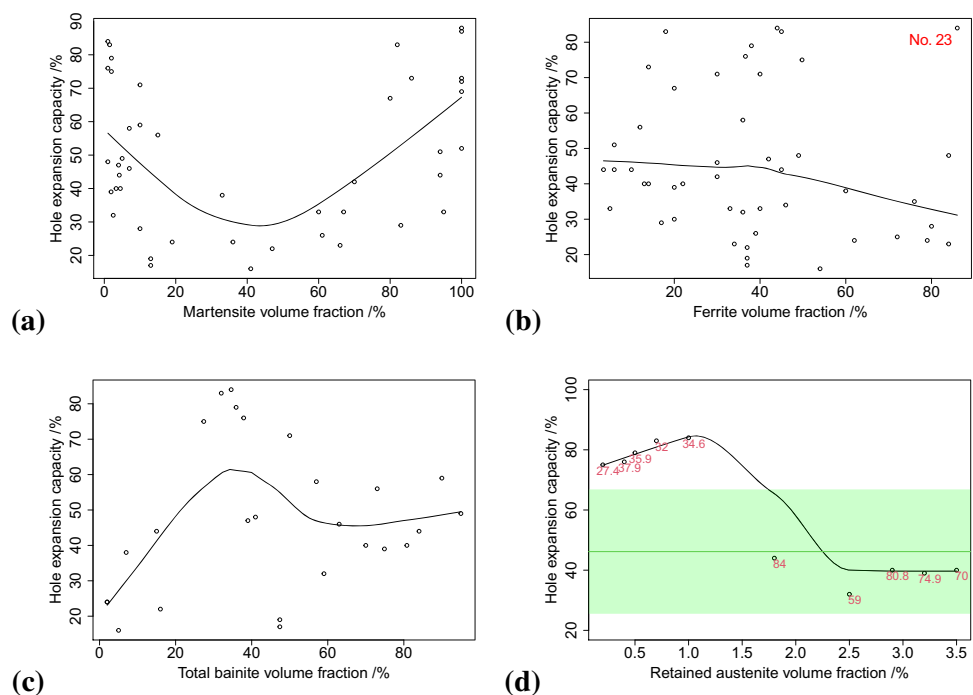 Hole expansion capacity /%
20 30 40 50 60 70 80 90
0 20 40 60 80 100
Martensite volume fraction /%
(a)
Hole expansion capacity /%
20 30 40 50 60 70 80
No. 23
20 40 60 80
Ferrite volume fraction /%
(b)
Hole expansion capacity /%
20 30 40 50 60 70 80
0 20 40 60 80
Total bainite volume fraction /%
(c)
Hole expansion capacity /%
20 40 60 80 100
27.4 37.9 35.9 32 34.6
84 59 80.8 74.9 70
0.5 1.0 1.5 2.0 2.5 3.0 3.5
Retained austenite volume fraction /%
(d)